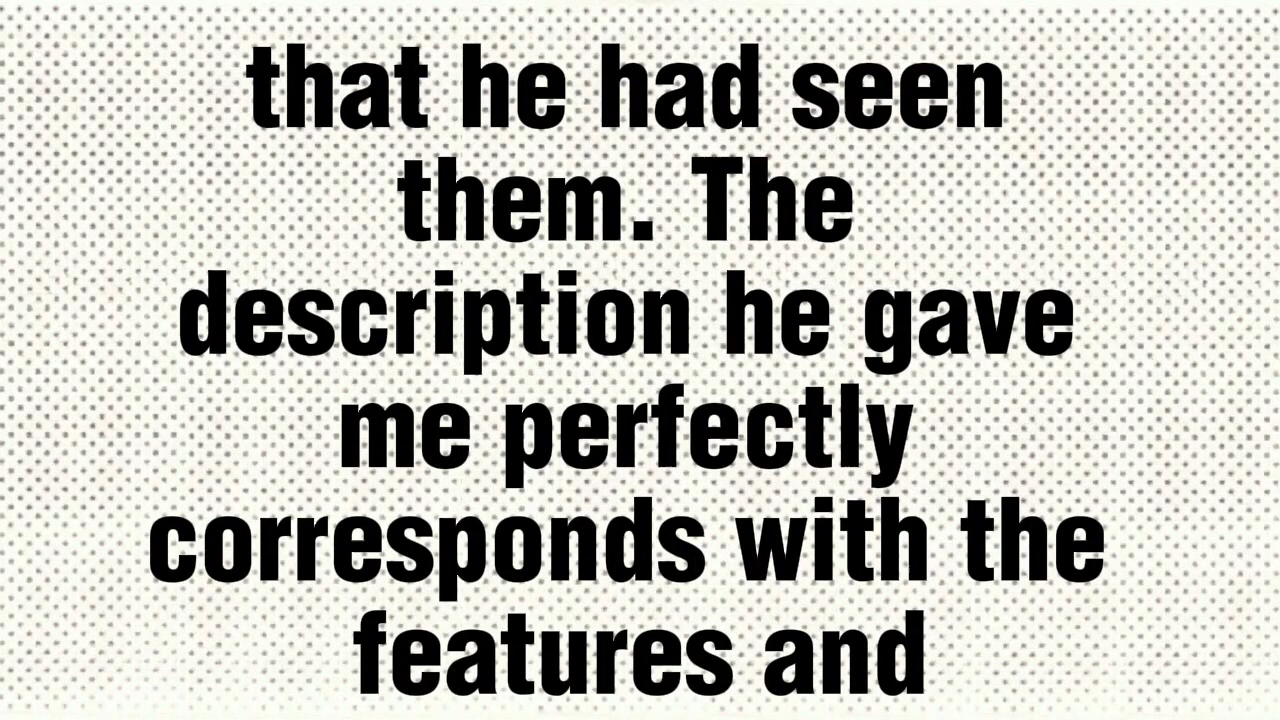 that he had seen
them. The
description he gave
me perfectly
corresponds with the
features and